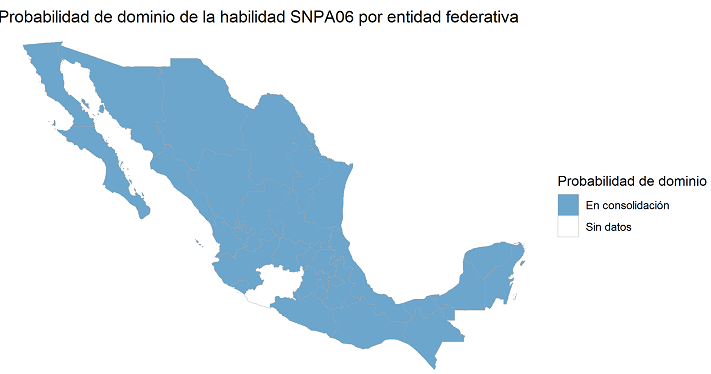 Probabilidad de dominio de la habilidad SNPA06 por entidad federativa
Probabilidad de dominio
En consolidación
Sin datos